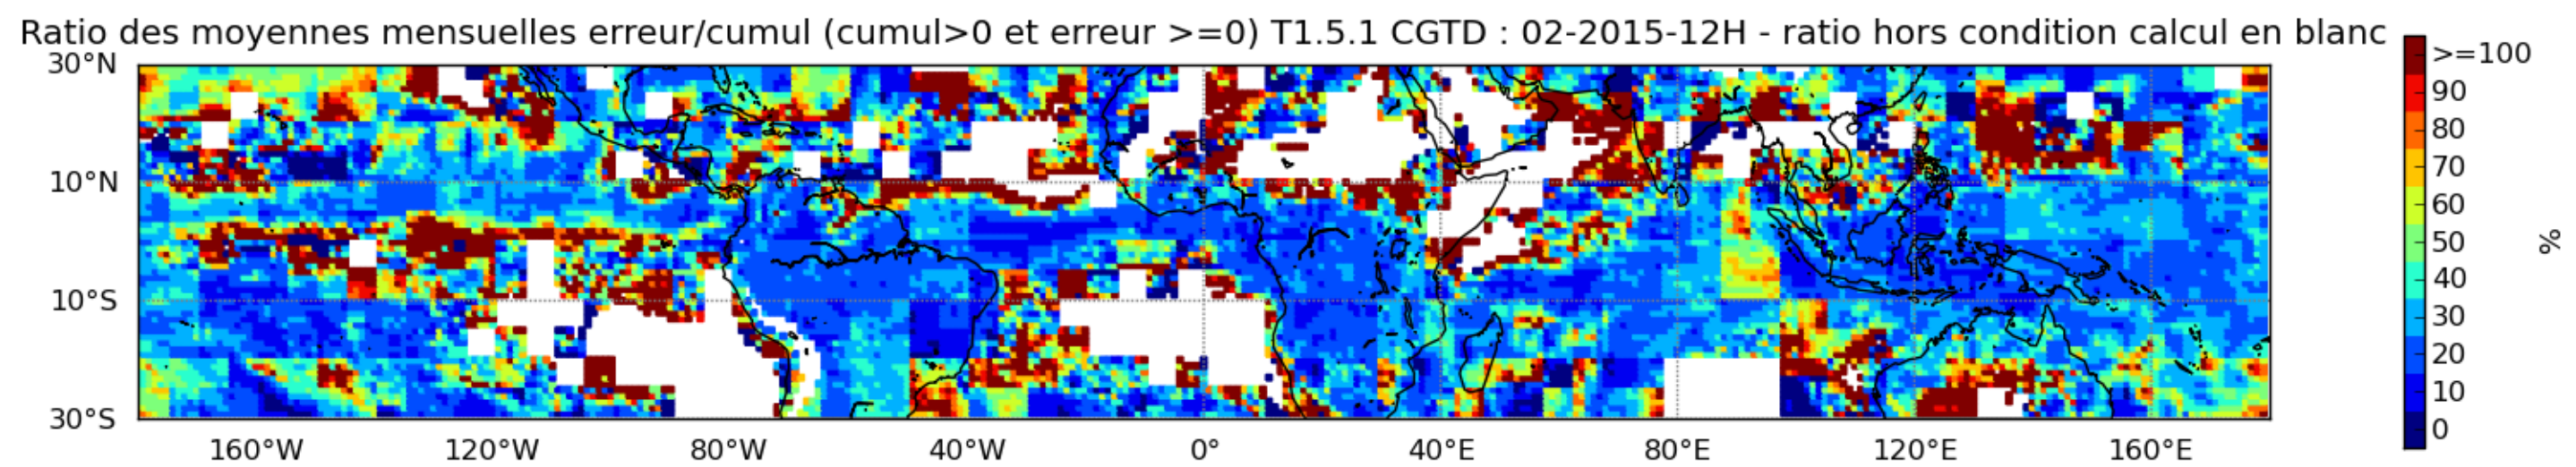 Ratio des moyennes mensuelles erreur/cumul (cumul>0 et erreur >=0) T1.5.1 CGTD : 02-2015-12H - ratio hors condition calcul en blanc
30°N
10°N
10°S
30°S
160°W 120°W 80°W 40°W 0° 40°E 80°E 120°E 160°E
>=100
90
80
70
60
50
40
30
20
10
0
%